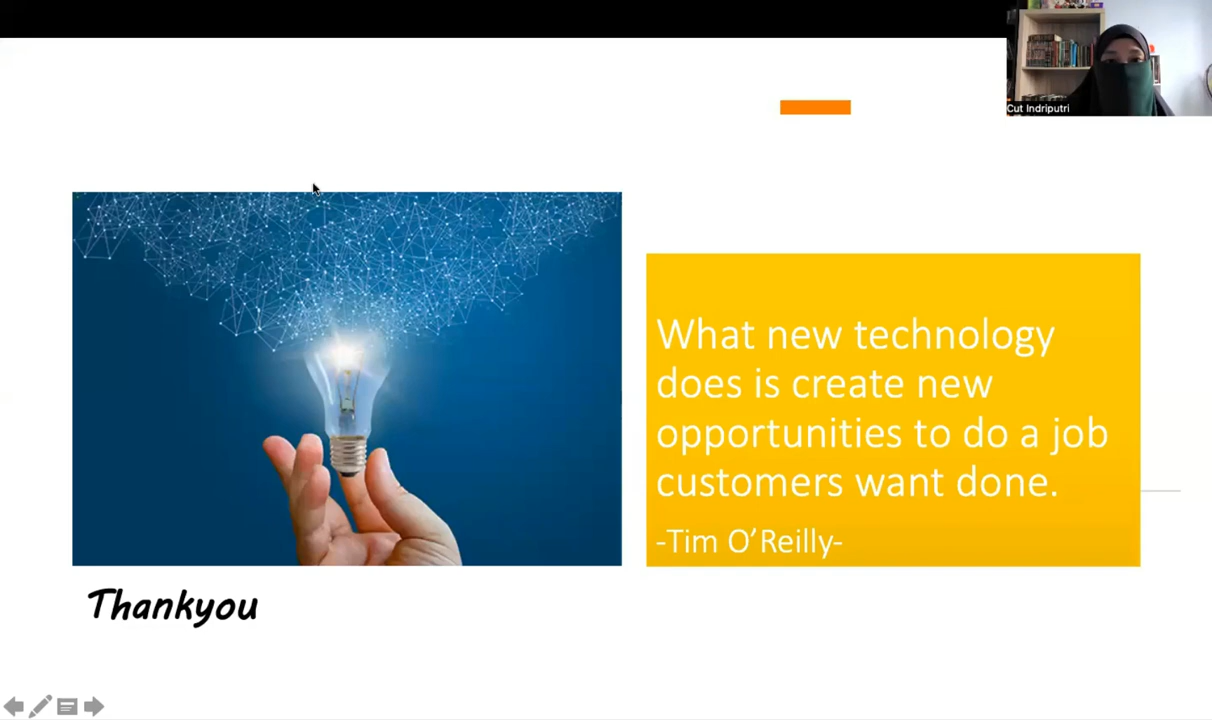 Cut Indriputri
What new technology
does is create new
opportunities to do a job
customers want done.
-Tim O'Reilly-
Thankyou